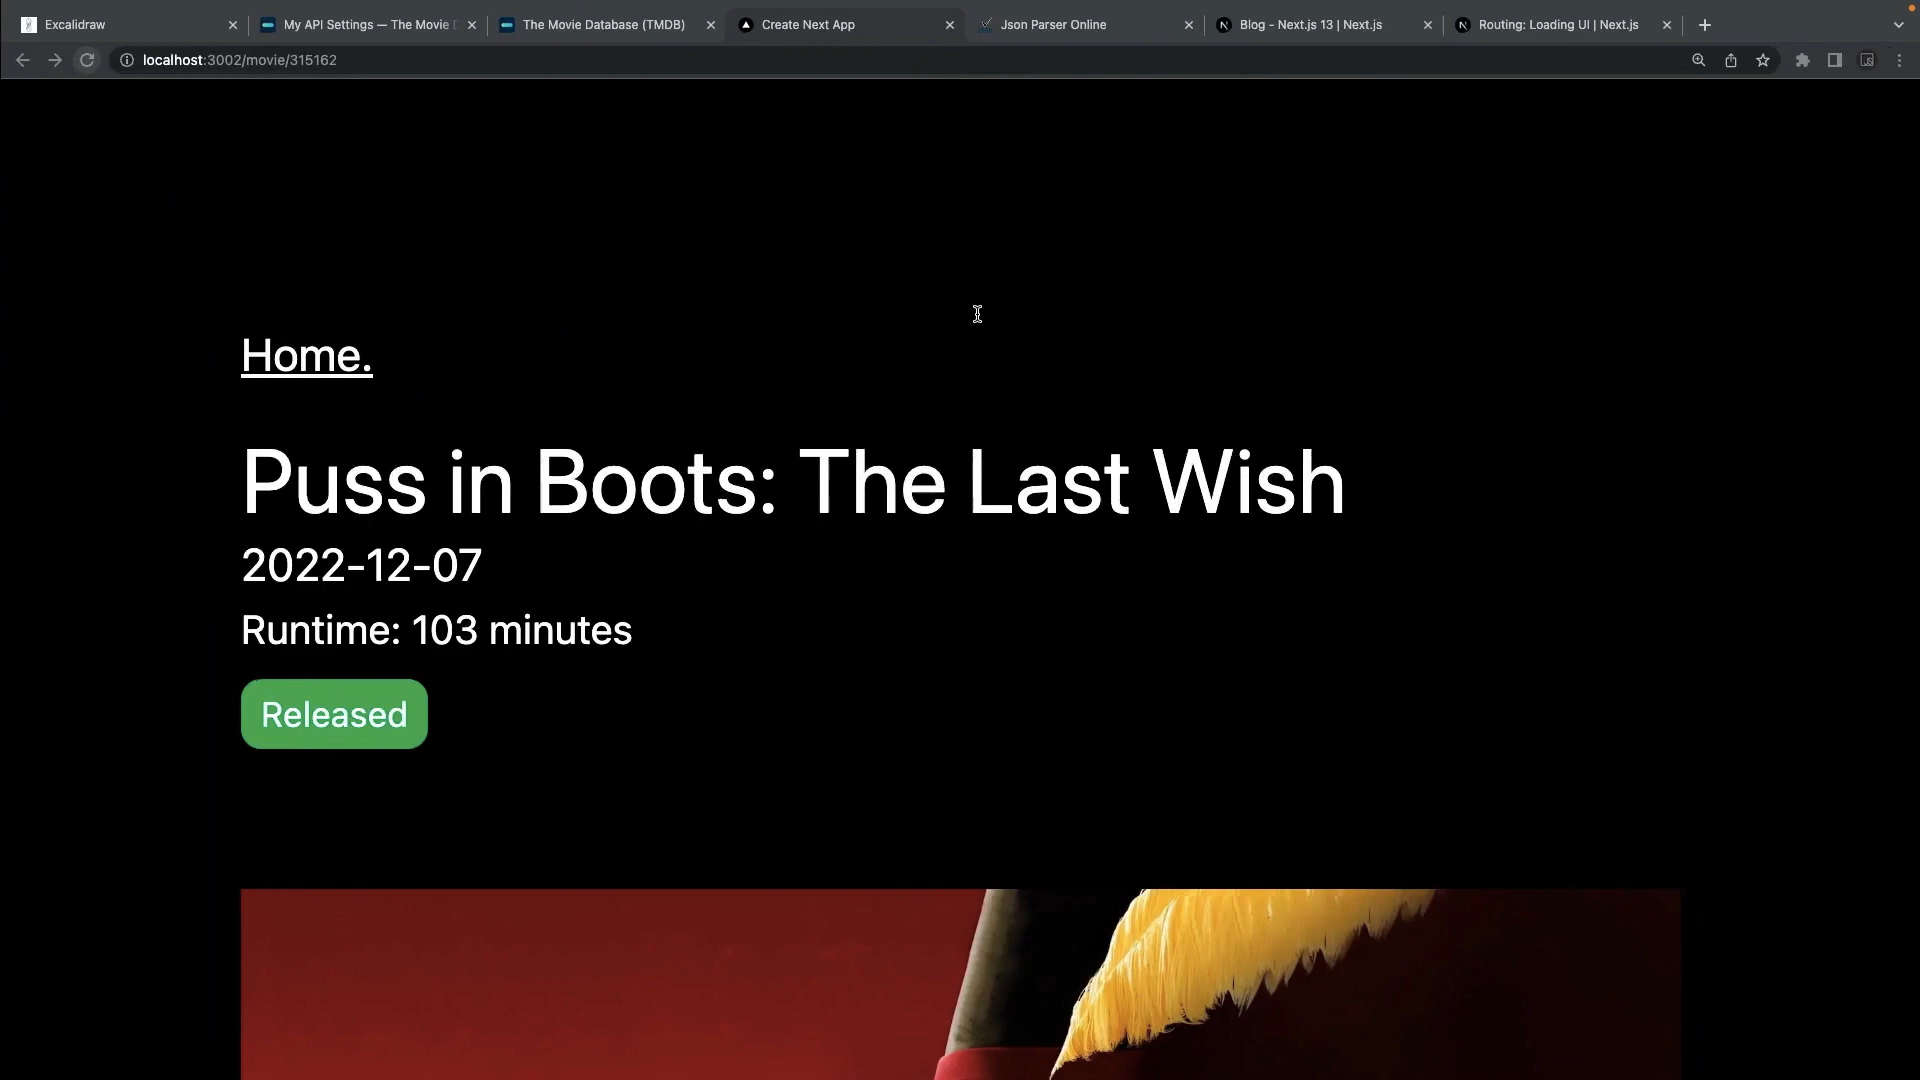 Excalidraw
My API Settings — The Movie D
The Movie Database (TMDB)
Create Next App
Json Parser Online
Blog - Next.js 13 | Next.js
Routing: Loading UI | Next.js
localhost:3002/movie/315162
Home.
Puss in Boots: The Last Wish
2022-12-07
Runtime: 103 minutes
Released